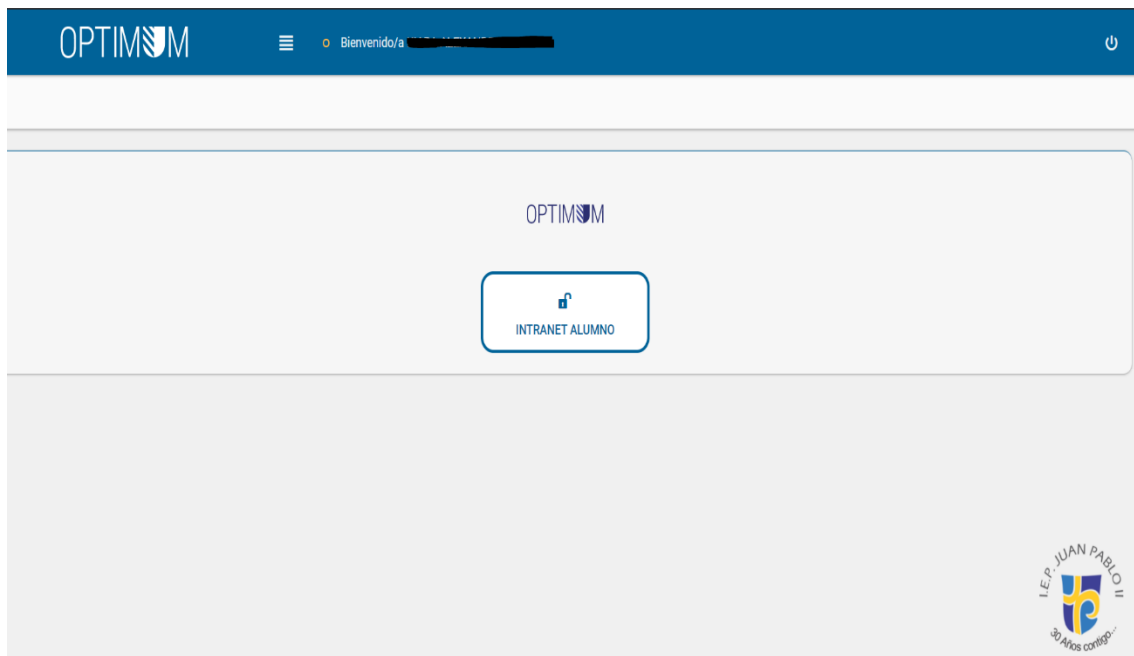 OPTIMUM
Bienvenido/a
OPTIMUM
INTRANET ALUMNO
I.E.P. JUAN PABLO II
30 Años contigo...